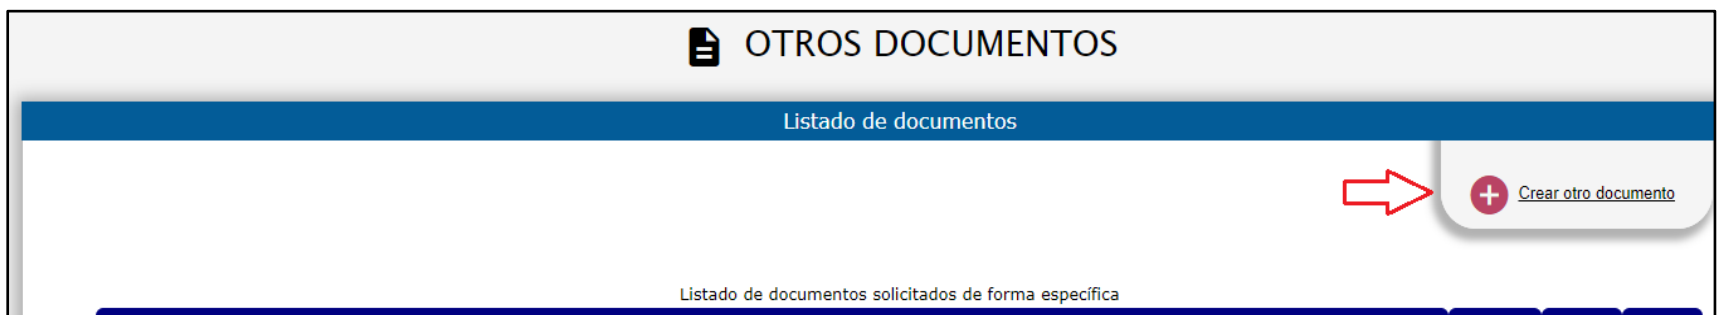 OTROS DOCUMENTOS
Listado de documentos
Crear otro documento
Listado de documentos solicitados de forma específica